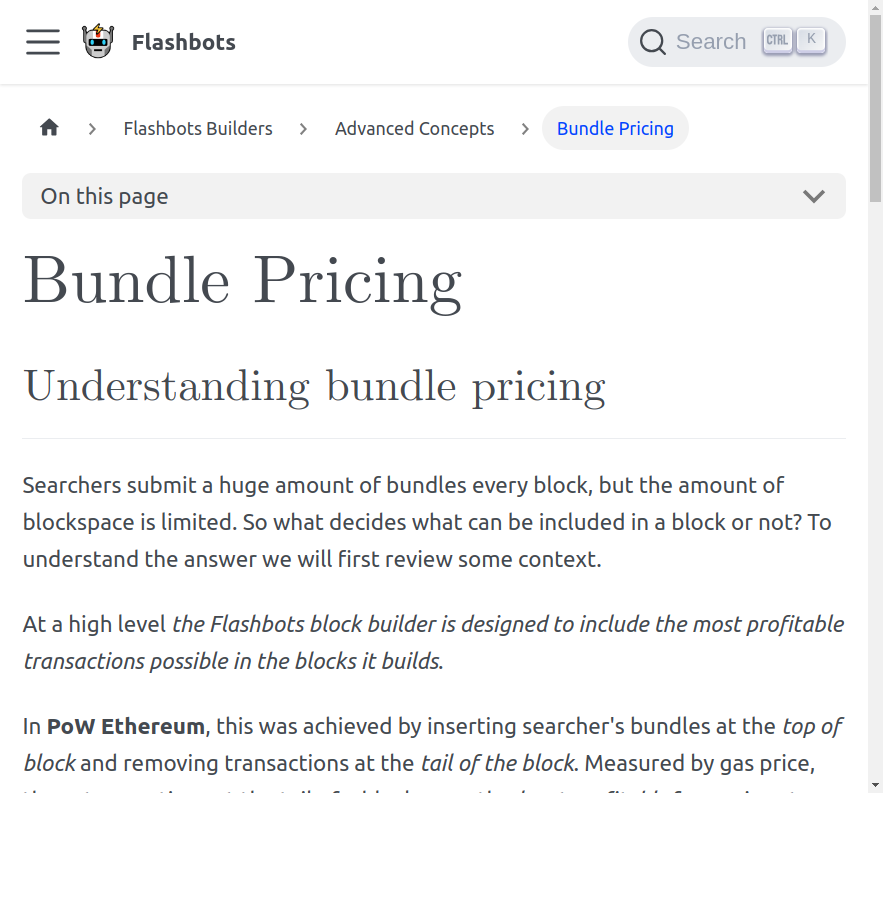 Flashbots
Search CTRL K
Flashbots Builders Advanced Concepts Bundle Pricing
On this page
Bundle Pricing
Understanding bundle pricing
Searchers submit a huge amount of bundles every block, but the amount of
blockspace is limited. So what decides what can be included in a block or not? To
understand the answer we will first review some context.
At a high level the Flashbots block builder is designed to include the most profitable
transactions possible in the blocks it builds.
In PoW Ethereum, this was achieved by inserting searcher's bundles at the top of
block and removing transactions at the tail of the block. Measured by gas price,